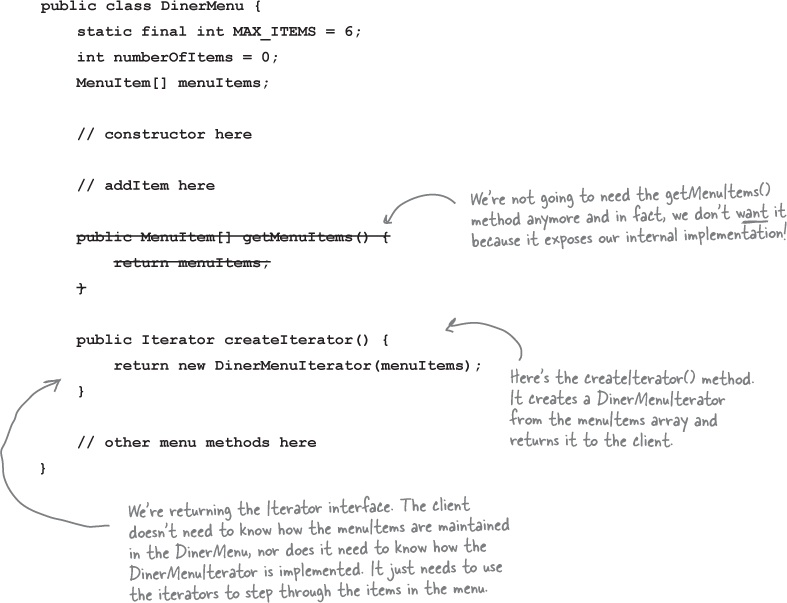 public class DinerMenu {
static final int MAX_ITEMS = 6;
int numberOfItems = 0;
MenuItem[] menuItems;
// constructor here
// addItem here
public MenuItem[] getMenuItems() {
return menuItems;
}
We're not going to need the getMenuItems()
method anymore and in fact, we don't want it
because it exposes our internal implementation!
public Iterator createIterator() {
return new DinerMenuIterator(menuItems);
}
Here's the createIterator() method.
It creates a DinerMenuIterator
from the menuItems array and
returns it to the client.
// other menu methods here
}
We're returning the Iterator interface. The client
doesn't need to know how the menuItems are maintained
in the DinerMenu, nor does it need to know how the
DinerMenuIterator is implemented. It just needs to use
the iterators to step through the items in the menu.